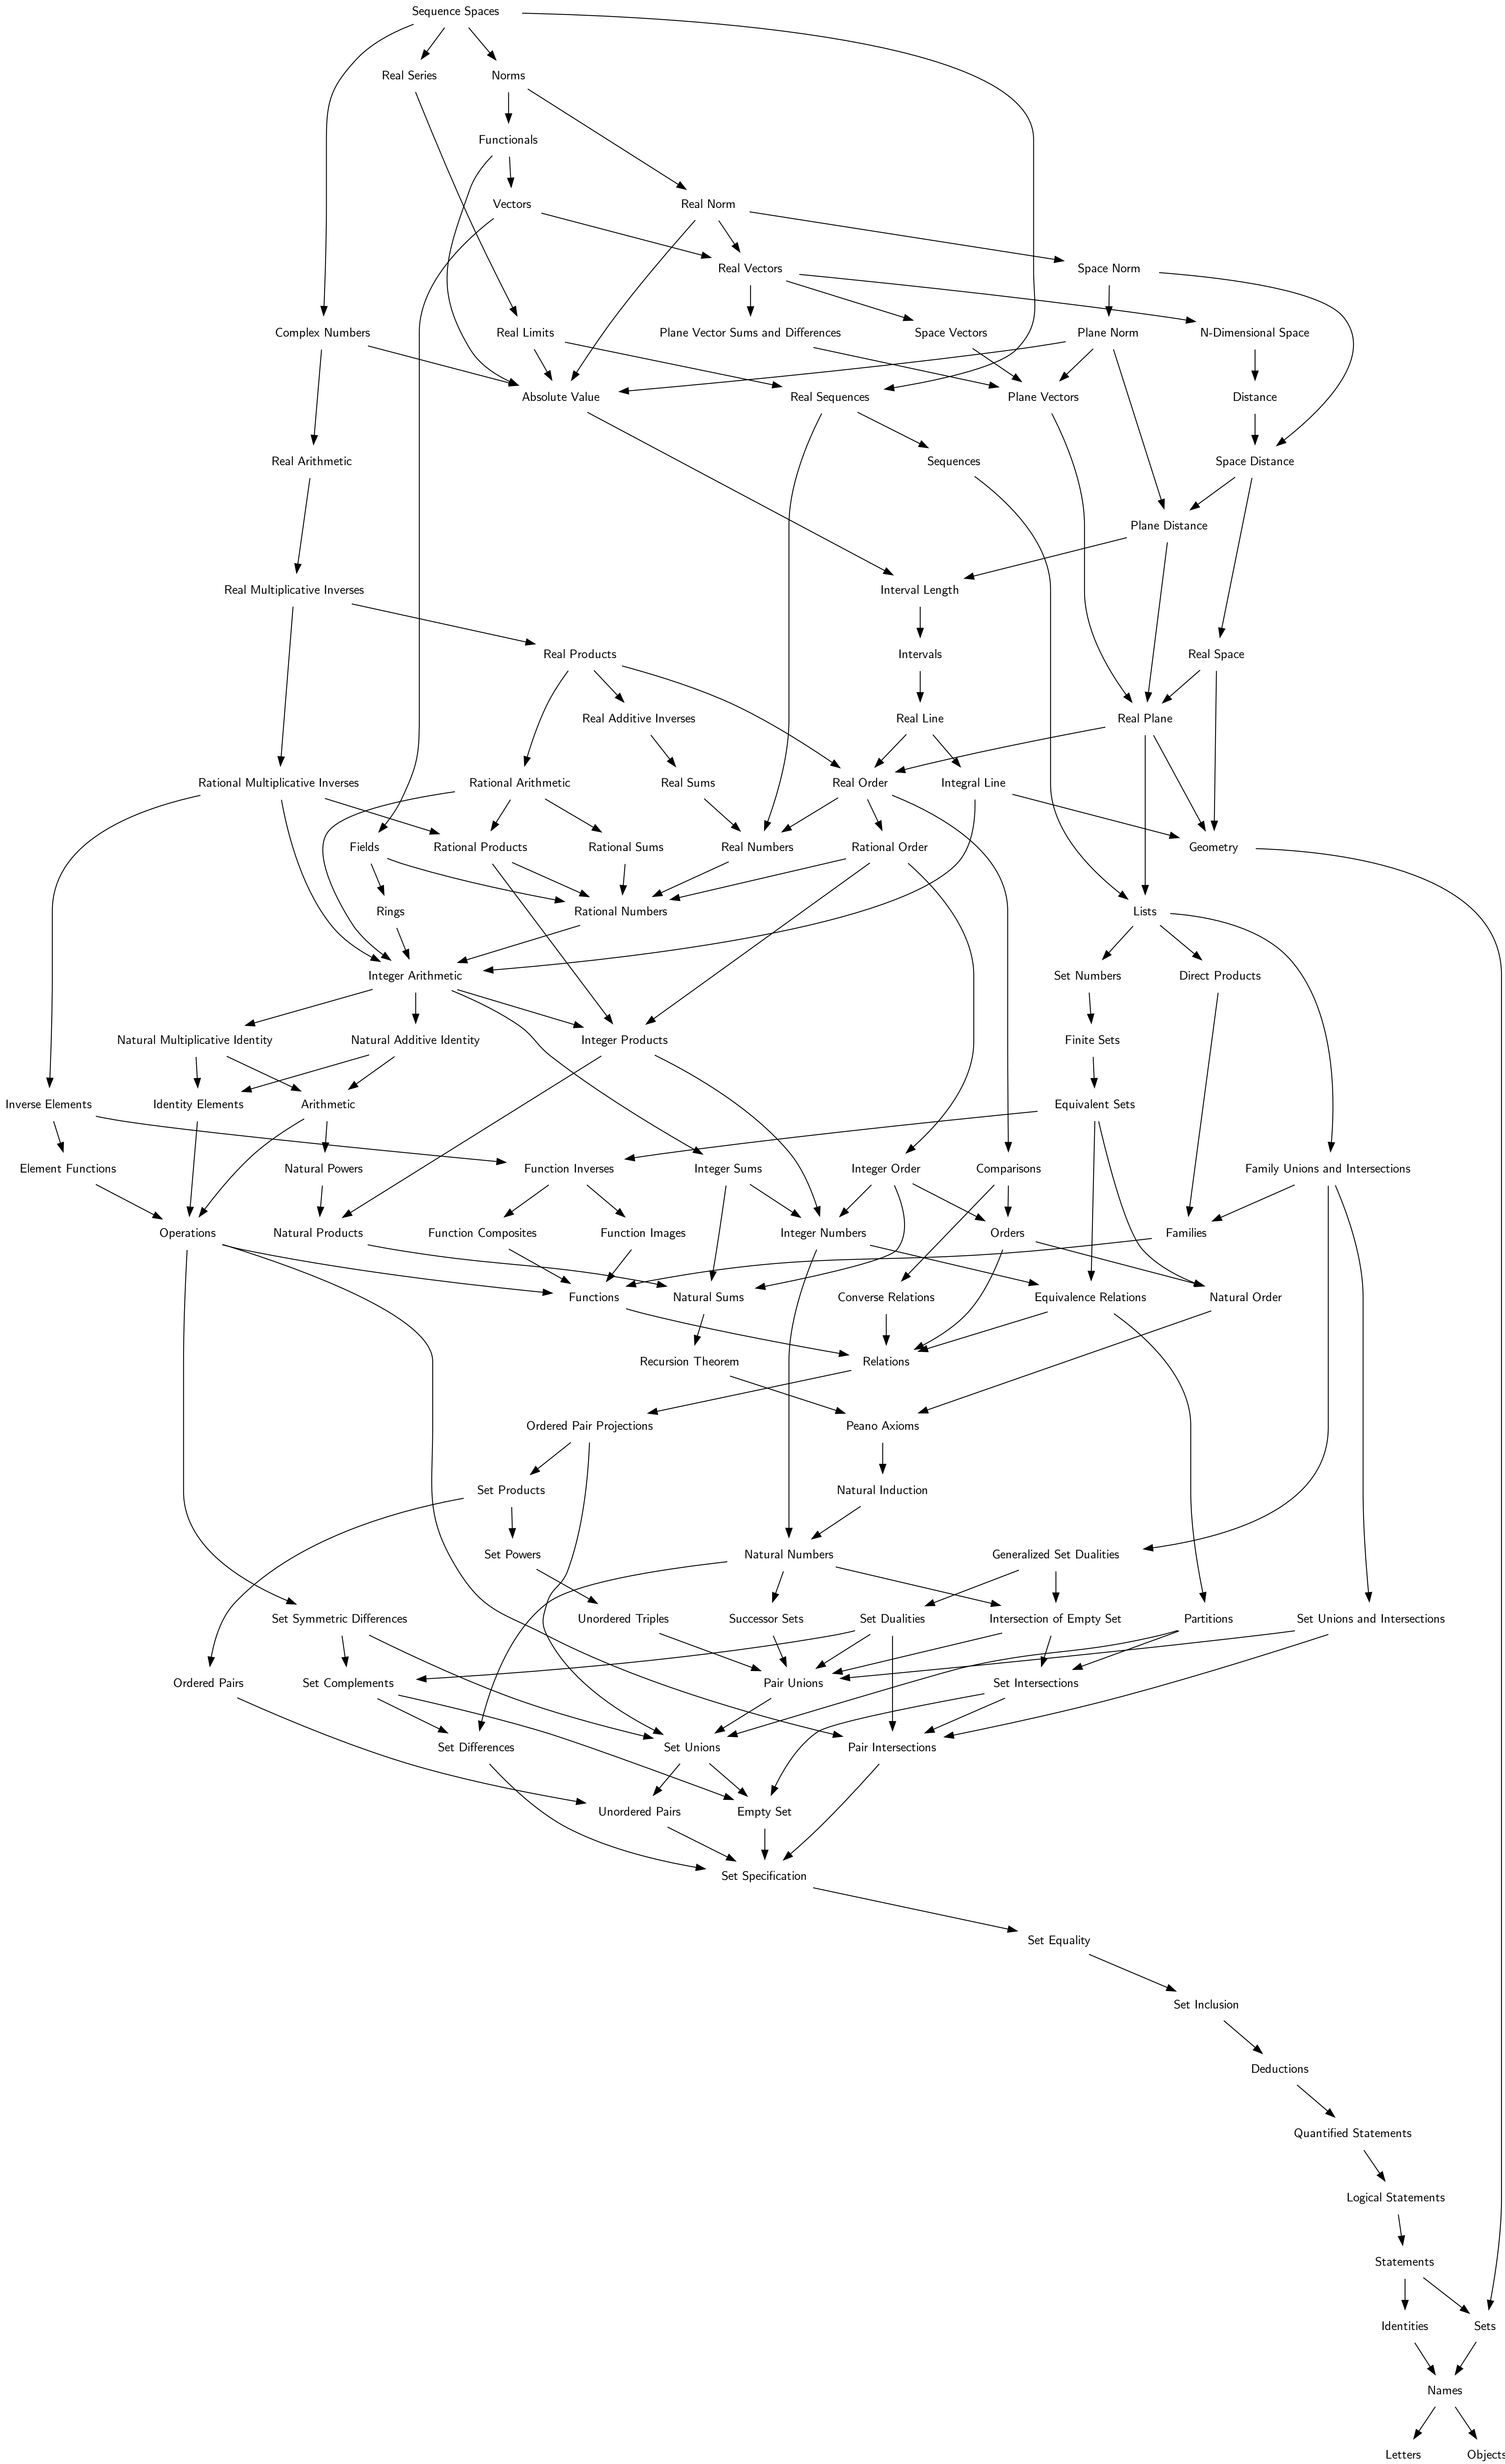 Sequence Spaces
Real Series
Norms
Functionals
Vectors
Real Norm
Real Vectors
Space Norm
Complex Numbers
Real Limits
Plane Vector Sums and Differences
Space Vectors
Plane Norm
N-Dimensional Space
Absolute Value
Real Sequences
Plane Vectors
Distance
Real Arithmetic
Sequences
Space Distance
Plane Distance
Real Multiplicative Inverses
Interval Length
Real Products
Intervals
Real Space
Real Additive Inverses
Real Line
Real Plane
Rational Multiplicative Inverses
Rational Arithmetic
Real Sums
Real Order
Integral Line
Fields
Rational Products
Rational Sums
Real Numbers
Rational Order
Geometry
Rings
Rational Numbers
Lists
Integer Arithmetic
Set Numbers
Direct Products
Natural Multiplicative Identity
Natural Additive Identity
Integer Products
Finite Sets
Inverse Elements
Identity Elements
Arithmetic
Equivalent Sets
Element Functions
Natural Powers
Function Inverses
Integer Sums
Integer Order
Comparisons
Family Unions and Intersections
Operations
Natural Products
Function Composites
Function Images
Integer Numbers
Orders
Families
Functions
Natural Sums
Converse Relations
Equivalence Relations
Natural Order
Recursion Theorem
Relations
Ordered Pair Projections
Peano Axioms
Set Products
Natural Induction
Set Powers
Natural Numbers
Generalized Set Dualities
Set Symmetric Differences
Unordered Triples
Successor Sets
Set Dualities
Intersection of Empty Set
Partitions
Set Unions and Intersections
Ordered Pairs
Set Complements
Pair Unions
Set Intersections
Set Differences
Set Unions
Pair Intersections
Unordered Pairs
Empty Set
Set Specification
Set Equality
Set Inclusion
Deductions
Quantified Statements
Logical Statements
Statements
Identities
Sets
Names
Letters
Objects